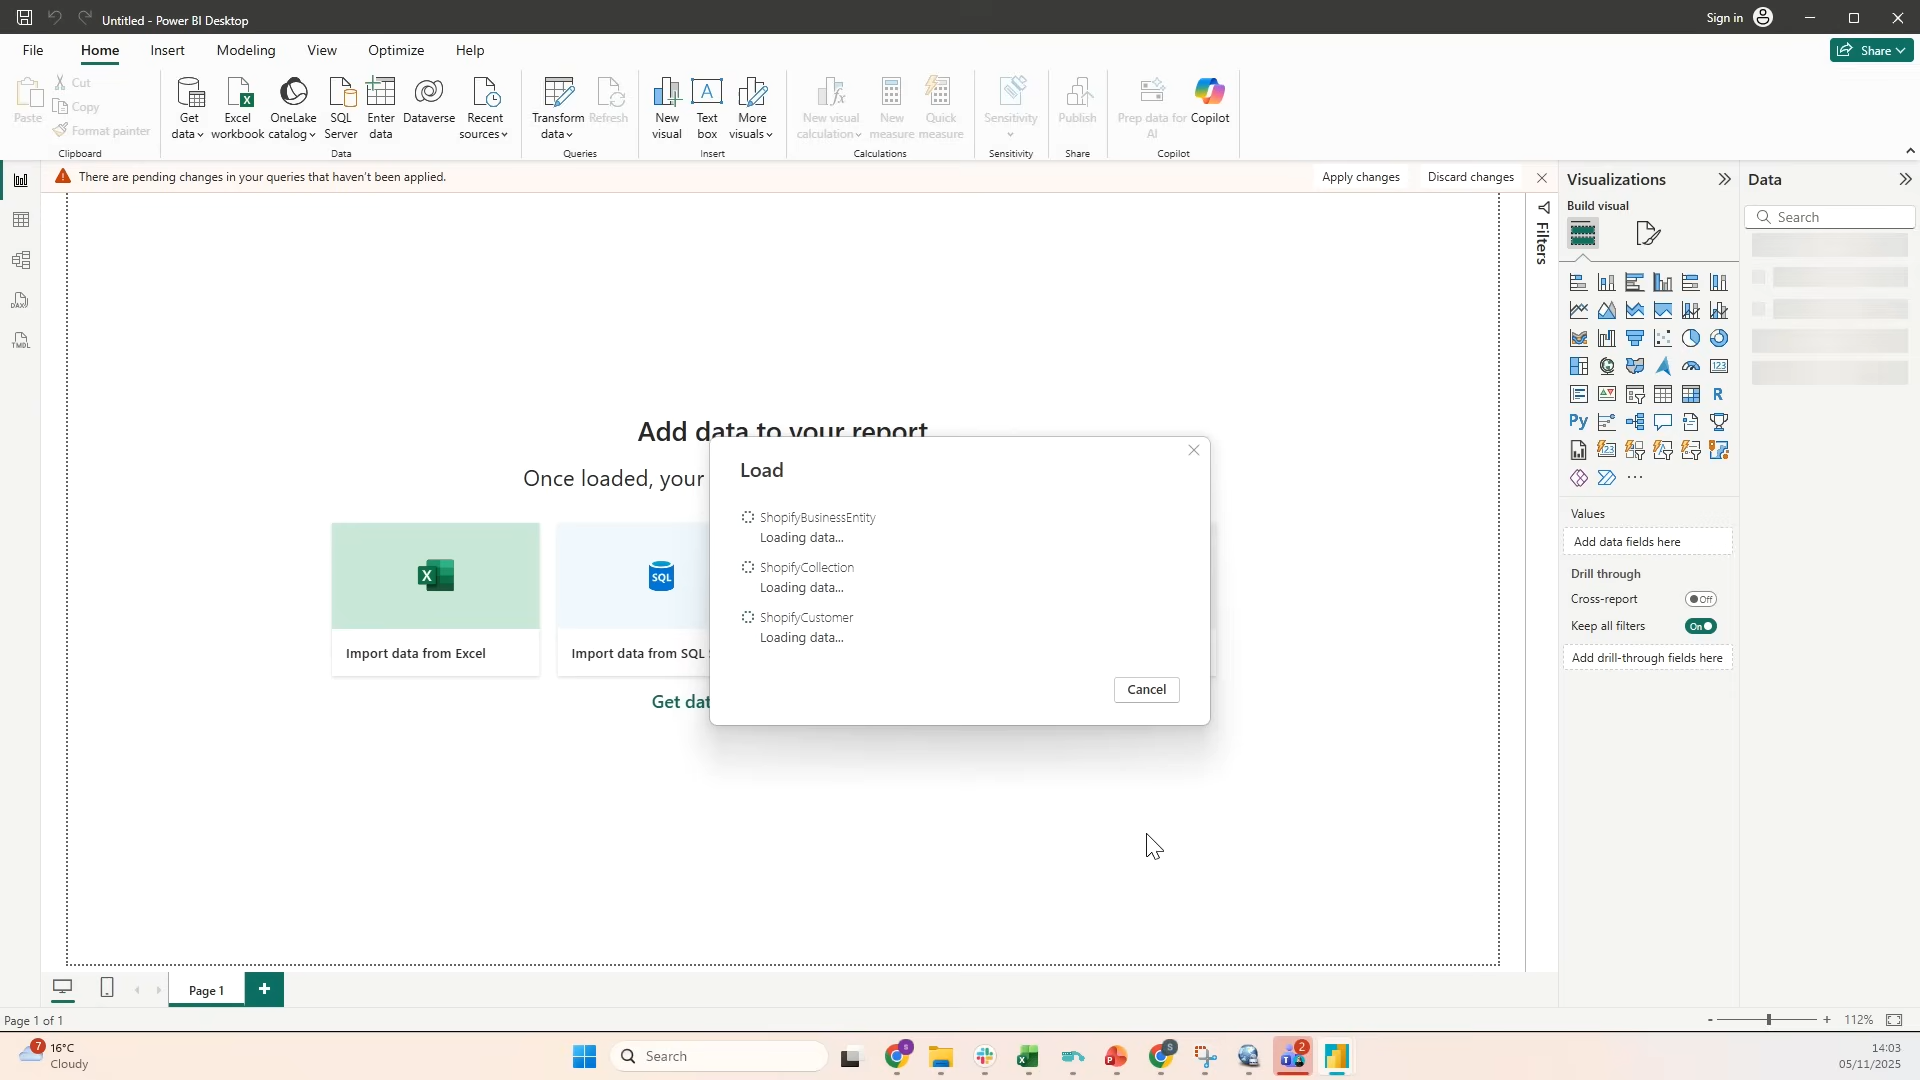 Untitled - Power BI Desktop
Sign in
File
Home
Insert
Modeling
View
Optimize
Help
Share
Paste
Cut
Copy
Format painter
Clipboard
Get data
Excel workbook
OneLake catalog
SQL Server
Enter data
Dataverse
Recent sources
Data
Transform data
Refresh
Queries
New visual
Text box
More visuals
Insert
New visual calculation
New measure
Quick measure
Calculations
Sensitivity
Sensitivity
Publish
Share
Prep data for AI
Copilot
Copilot
There are pending changes in your queries that haven't been applied.
Apply changes
Discard changes
Filters
Visualizations
Build visual
Data
Search
DAX
TMDL
Add data to your report
Once loaded, your
Import data from Excel
SQL
Import data from SQL
Get dat
Load
ShopifyBusinessEntity
Loading data...
ShopifyCollection
Loading data...
ShopifyCustomer
Loading data...
Cancel
123
R
Py
Values
Add data fields here
Drill through
Cross-report
Off
Keep all filters
On
Add drill-through fields here
Page 1
Page 1 of 1
112%
7
16°C
Cloudy
Search
2
14:03
05/11/2025